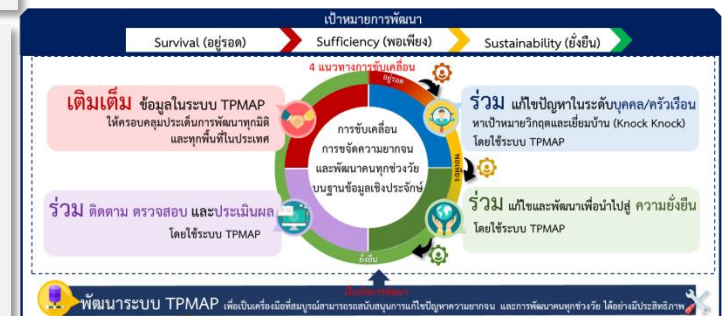 เป้าหมายการพัฒนา
Survival (อยู่รอด)
Sufficiency (พอเพียง)
Sustainability (ยั่งยืน)
4 แนวทางการขับเคลื่อน
อยู่รอด
เติมเต็ม ข้อมูลในระบบ TPMAP
ให้ครอบคลุมประเด็นการพัฒนาทุกมิติ
และทุกพื้นที่ในประเทศ
ร่วม แก้ไขปัญหาในระดับบุคคล/ครัวเรือน
หาเป้าหมายวิกฤตและเยี่ยมบ้าน (Knock Knock)
โดยใช้ระบบ TPMAP
การขับเคลื่อน
การขจัดความยากจน
และพัฒนาคนทุกช่วงวัย
บนฐานข้อมูลเชิงประจักษ์
พอเพียง
ร่วม ติดตาม ตรวจสอบ และประเมินผล
โดยใช้ระบบ TPMAP
ร่วม แก้ไขและพัฒนาเพื่อนำไปสู่ ความยั่งยืน
โดยใช้ระบบ TPMAP
ยั่งยืน
พัฒนาระบบ TPMAP เพื่อเป็นเครื่องมือที่สมบูรณ์สามารถรถสนับสนุนการแก้ไขปัญหาความยากจน และการพัฒนาคนทุกช่วงวัย ได้อย่างมีประสิทธิภาพ